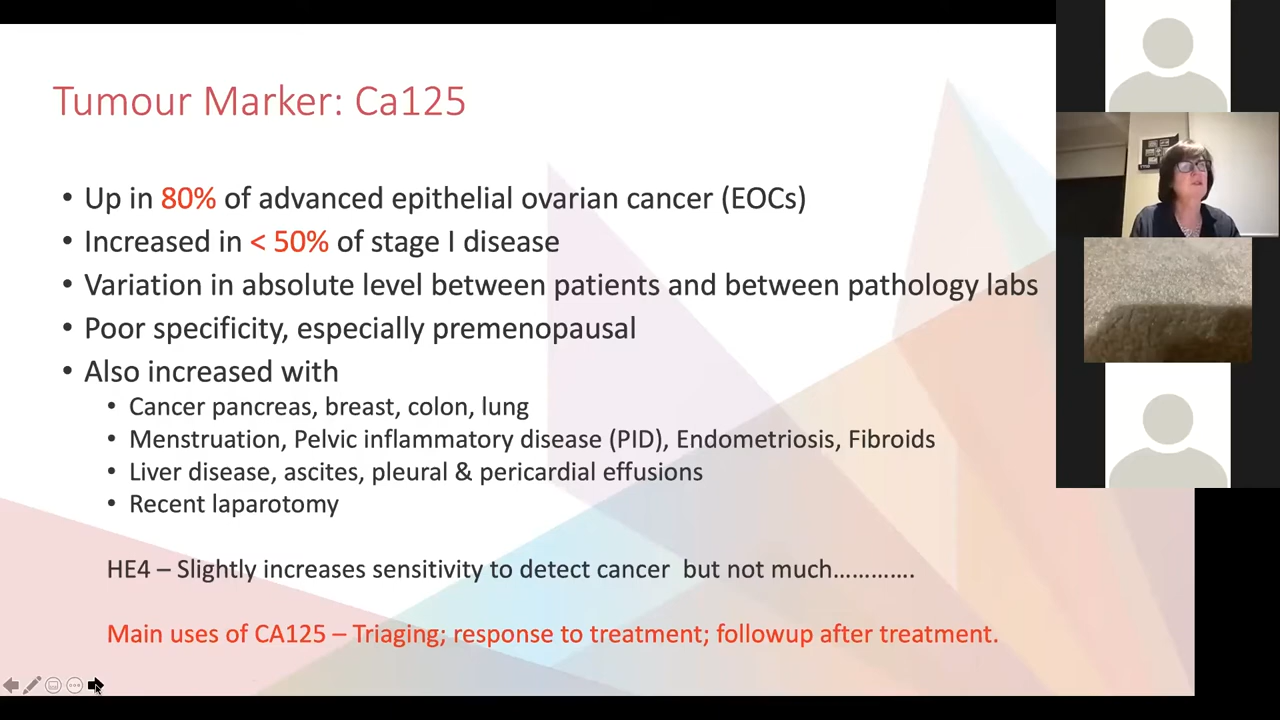 Tumour Marker: Ca125
• Up in 80% of advanced epithelial ovarian cancer (EOCs)
• Increased in < 50% of stage I disease
• Variation in absolute level between patients and between pathology labs
• Poor specificity, especially premenopausal
• Also increased with
• Cancer pancreas, breast, colon, lung
• Menstruation, Pelvic inflammatory disease (PID), Endometriosis, Fibroids
• Liver disease, ascites, pleural & pericardial effusions
• Recent laparotomy
HE4 – Slightly increases sensitivity to detect cancer  but not much…………..
Main uses of CA125 – Triaging; response to treatment; followup after treatment.